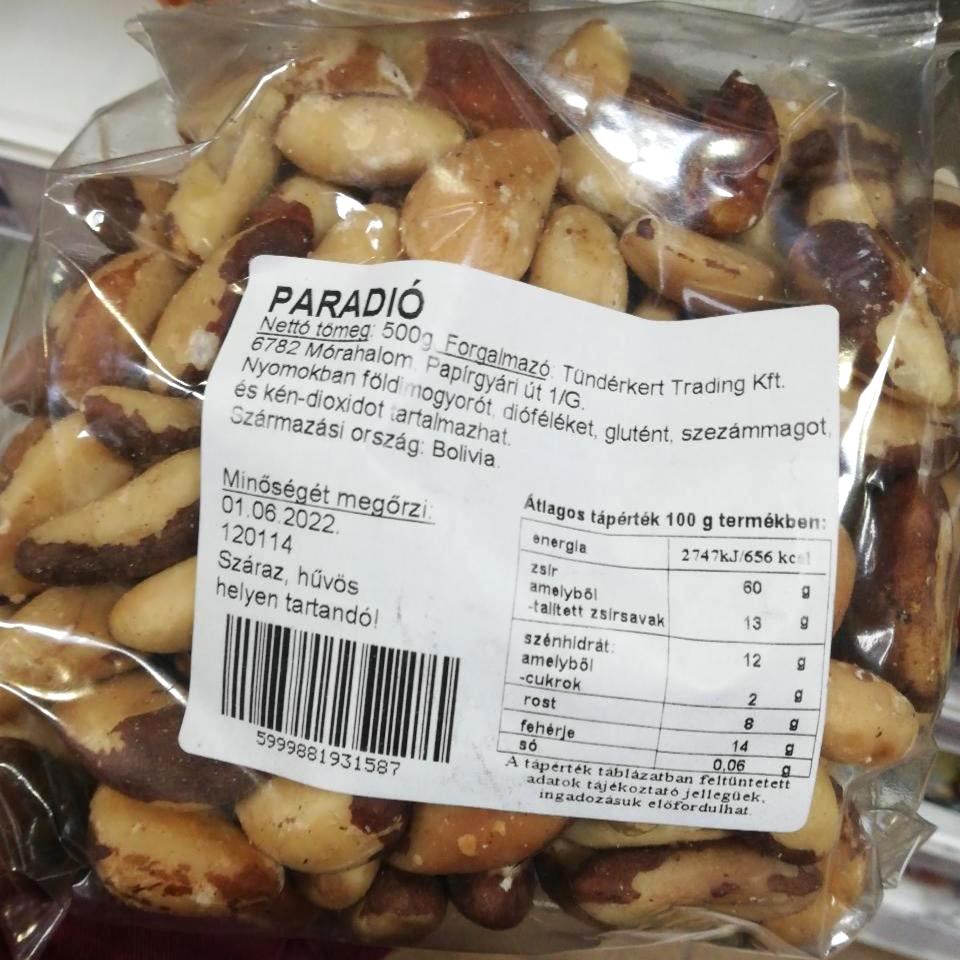 PARADIÓ
Nettó tömeg: 500g Forgalmazó: Tündérkert Trading Kft.
6782 Mórahalom Papírgyári út 1/G.
Nyomokban földimogyorót, dióféléket, glutént, szezámmagot,
és kén-dioxidot tartalmazhat.
Származási ország: Bolivia.
Minőségét megőrzi:
01.06.2022.
120114
Száraz, hűvös
helyen tartandó!
5999881931587
Átlagos tápérték 100 g termékben:
energia 2747kJ/656 kcal
zsír 60 g
amelyből
-talített zsírsavak 13 g
szénhidrát: 12 g
amelyből
-cukrok 2 g
rost 8 g
fehérje 14 g
só 0,06 g
A tápérték táblázatban feltüntetett
adatok tájékoztató jellegűek,
ingadozásuk előfordulhat.